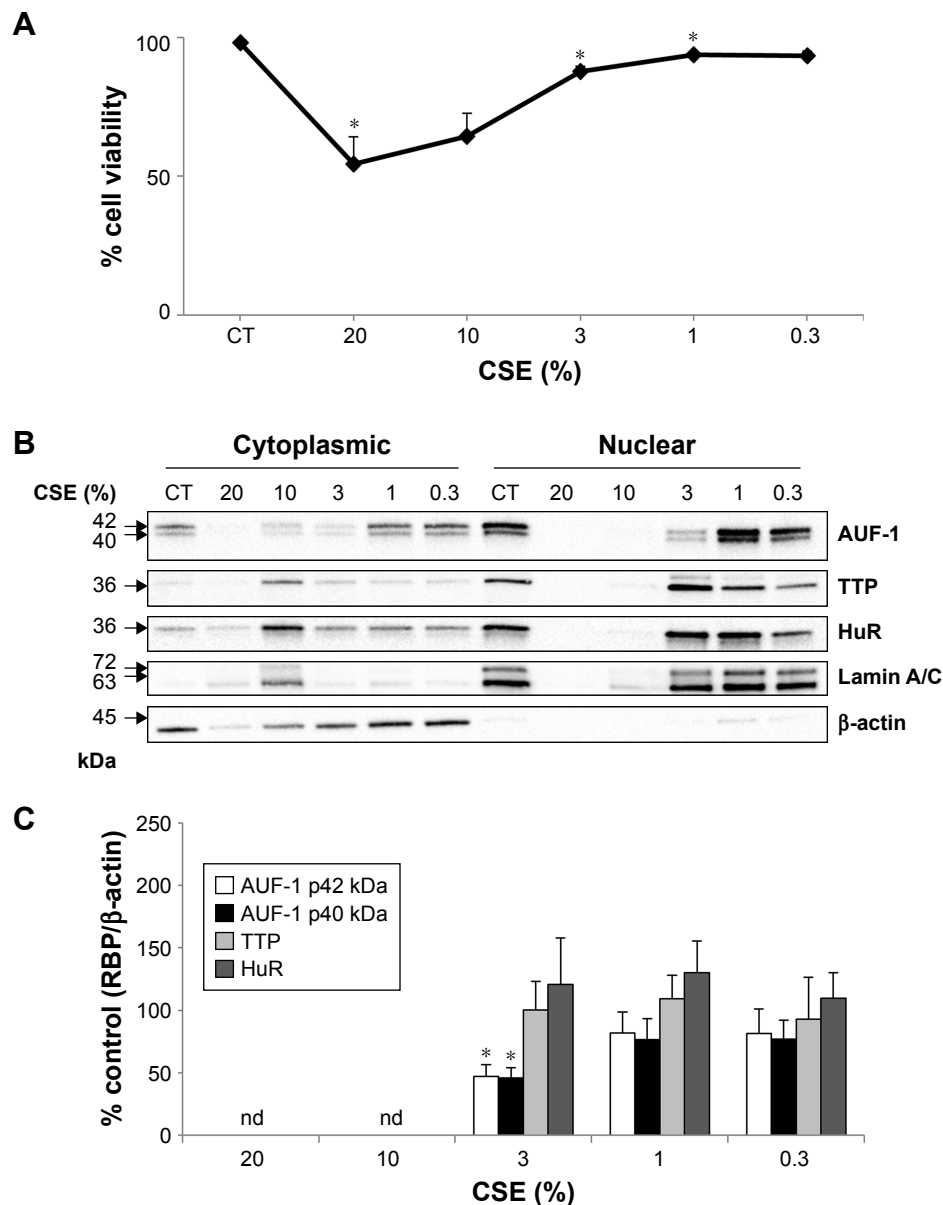 A
100
50
0
% cell viability
*
*
*
CT 20 10 3 1 0.3
CSE (%)
B
Cytoplasmic Nuclear
CSE (%) CT 20 10 3 1 0.3 CT 20 10 3 1 0.3
42
40
AUF-1
36
TTP
36
HuR
72
63
Lamin A/C
45
β-actin
kDa
C
250
200
150
100
50
0
% control (RBP/β-actin)
AUF-1 p42 kDa
AUF-1 p40 kDa
TTP
HuR
* *
nd nd
20 10 3 1 0.3
CSE (%)